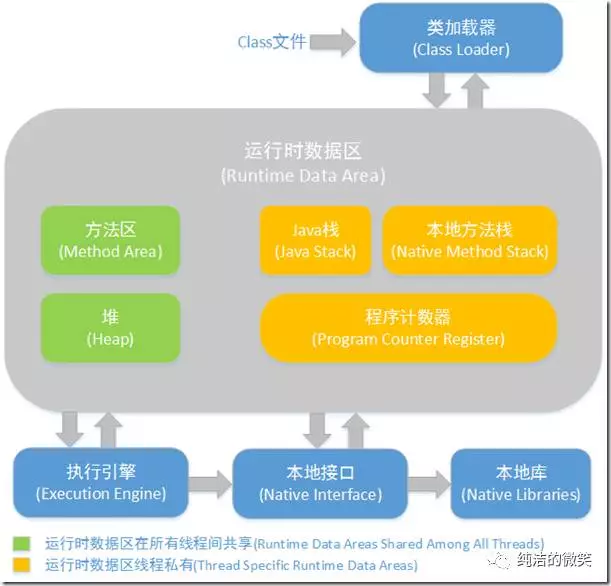 Class文件
类加载器
(Class Loader)
运行时数据区
(Runtime Data Area)
方法区
(Method Area)
Java栈
(Java Stack)
本地方法栈
(Native Method Stack)
堆
(Heap)
程序计数器
(Program Counter Register)
执行引擎
(Execution Engine)
本地接口
(Native Interface)
本地库
(Native Libraries)
运行时数据区在所有线程间共享(Runtime Data Areas Shared Among All Threads)
运行时数据区线程私有(Thread Specific Runtime Data Areas)
纯洁的微笑